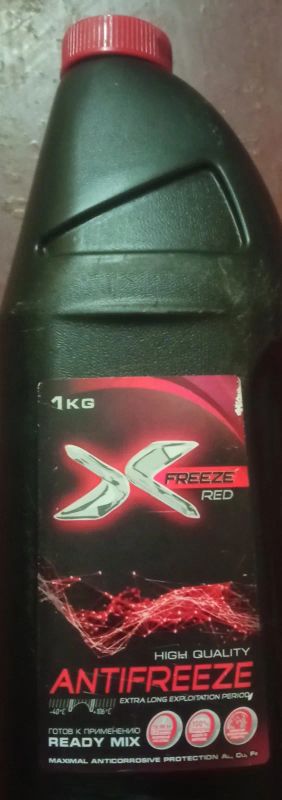 1KG
FREEZE
RED
HIGH QUALITY
ANTIFREEZE
EXTRA LONG EXPLOITATION PERIOD
-40°C +106°C
ГОТОВ К ПРИМЕНЕНИЮ
READY MIX
MAXIMAL ANTICORROSIVE PROTECTION AL, CU, FE